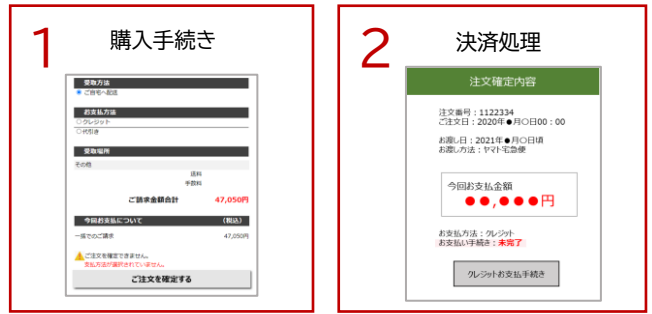 1
購入手続き
受取方法
ご自宅へ配送
お支払方法
クレジット
代引き
受取場所
その他
送料
手数料
ご請求金額合計 47,050円
今回お支払について (税込)
一括でのご請求 47,050円
ご注文を確定できません。
支払方法が選択されていません。
ご注文を確定する
2
決済処理
注文確定内容
注文番号：1122334
ご注文日：2020年●月○日00：00
お渡し日：2021年●月○日頃
お渡し方法：ヤマト宅急便
今回お支払金額
●●,●●●円
お支払方法：クレジット
お支払い手続き：未完了
クレジットお支払手続き